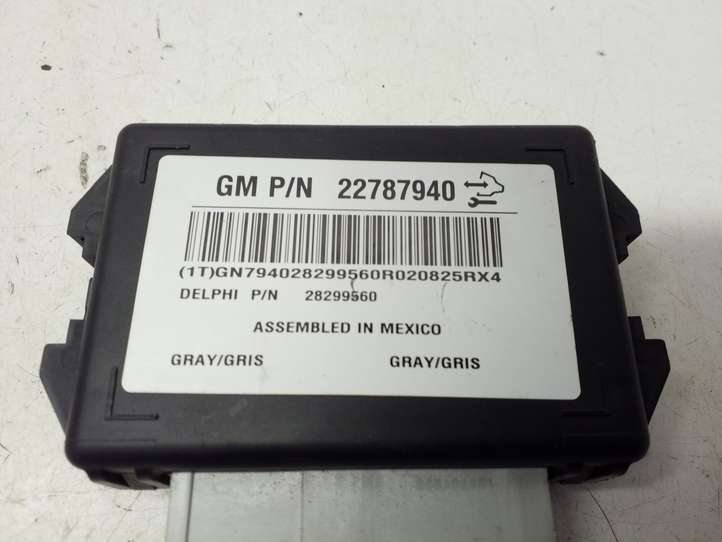 GM P/N 22787940
(1T)GN794028299560R020825RX4
DELPHI P/N 28299560
ASSEMBLED IN MEXICO
GRAY/GRIS GRAY/GRIS